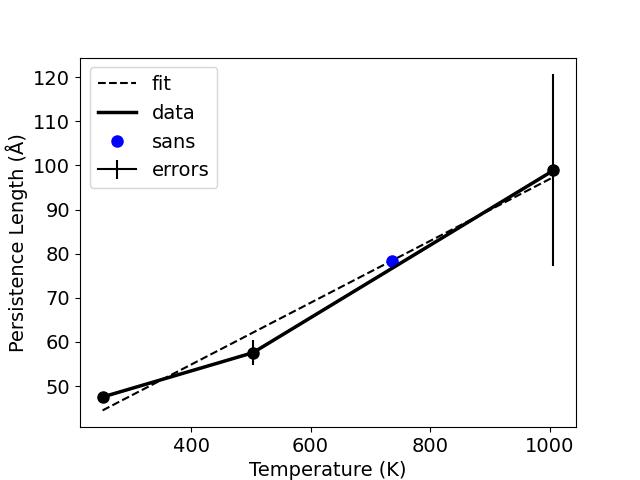 fit
data
sans
errors
120
110
100
90
80
70
60
50
Persistence Length (Å)
400 600 800 1000
Temperature (K)